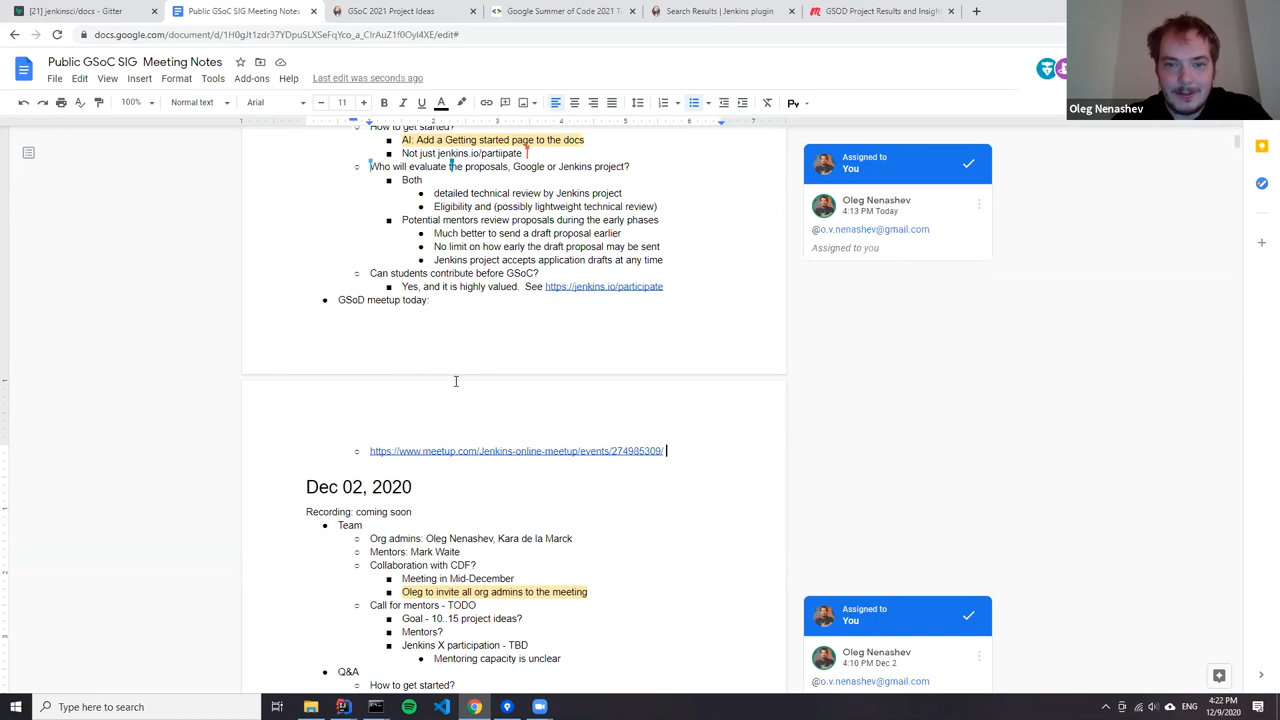 [21] jenkinsci/docs - Gitter
Public GSoC SIG Meeting Notes
GSoC 2021 Project Ideas
Google Summer of Code 2021 T
Search Results | Jenkins plugin
GSOD Project Results and Insigh
docs.google.com/document/d/1H0gJt1zdr37YDpuSLXSeFqYco_a_ClrAuZ1f0OyI4XE/edit#
Public GSoC SIG Meeting Notes
File Edit View Insert Format Tools Add-ons Help Last edit was seconds ago
100% Normal text Arial 11
Oleg Nenashev
How to get started?
AI: Add a Getting started page to the docs
Not just jenkins.io/partiipate
Who will evaluate the proposals, Google or Jenkins project?
Both
detailed technical review by Jenkins project
Eligibility and (possibly lightweight technical review)
Potential mentors review proposals during the early phases
Much better to send a draft proposal earlier
No limit on how early the draft proposal may be sent
Jenkins project accepts application drafts at any time
Can students contribute before GSoC?
Yes, and it is highly valued. See https://jenkins.io/participate
GSoD meetup today:
https://www.meetup.com/Jenkins-online-meetup/events/274985309/
Dec 02, 2020
Recording: coming soon
Team
Org admins: Oleg Nenashev, Kara de la Marck
Mentors: Mark Waite
Collaboration with CDF?
Meeting in Mid-December
Oleg to invite all org admins to the meeting
Call for mentors - TODO
Goal - 10..15 project ideas?
Mentors?
Jenkins X participation - TBD
Mentoring capacity is unclear
Q&A
How to get started?
Assigned to
You
Oleg Nenashev
4:13 PM Today
@o.v.nenashev@gmail.com
Assigned to you
Assigned to
You
Oleg Nenashev
4:10 PM Dec 2
@o.v.nenashev@gmail.com
Type here to search
ENG
4:22 PM
12/9/2020